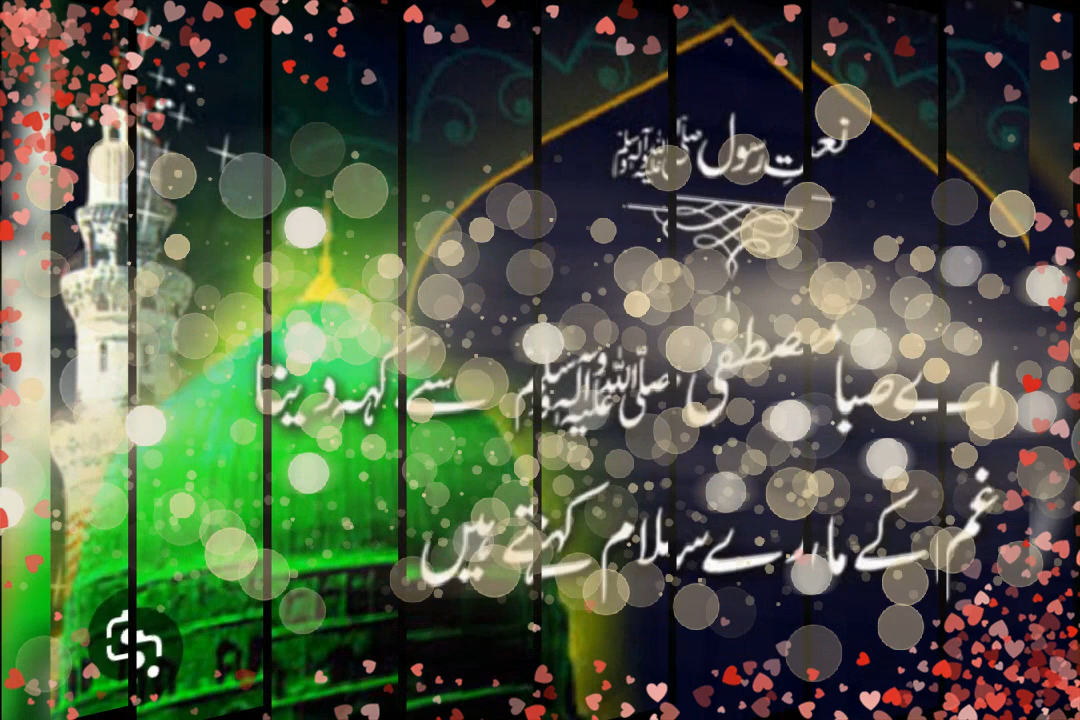 نعتِ رسول صلی اللہ علیہ وآلہ وسلم
اے صبا مصطفیٰ صلی اللہ علیہ وسلم سے کہہ دینا
غم کے مارے سلام کہتے ہیں